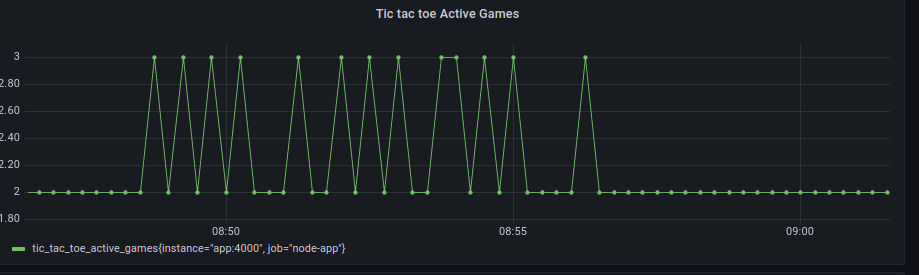 Tic tac toe Active Games
3
2.80
2.60
2.40
2.20
2
1.80
08:50 08:55 09:00
tic_tac_toe_active_games{instance="app:4000", job="node-app"}